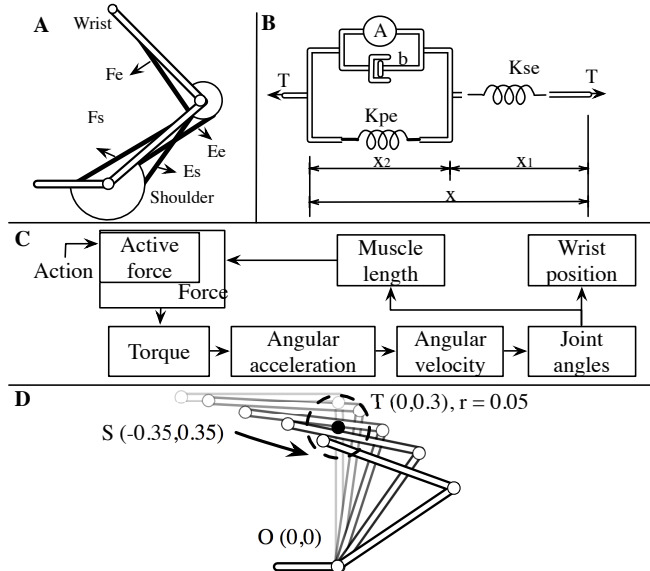 A
Wrist
Fe
Fs
Ee
Es
Shoulder
B
A
b
T
Kse
T
Kpe
x2
x1
x
C
Action
Active
force
Force
Muscle
length
Wrist
position
Torque
Angular
acceleration
Angular
velocity
Joint
angles
D
T (0,0.3), r = 0.05
S (-0.35,0.35)
O (0,0)